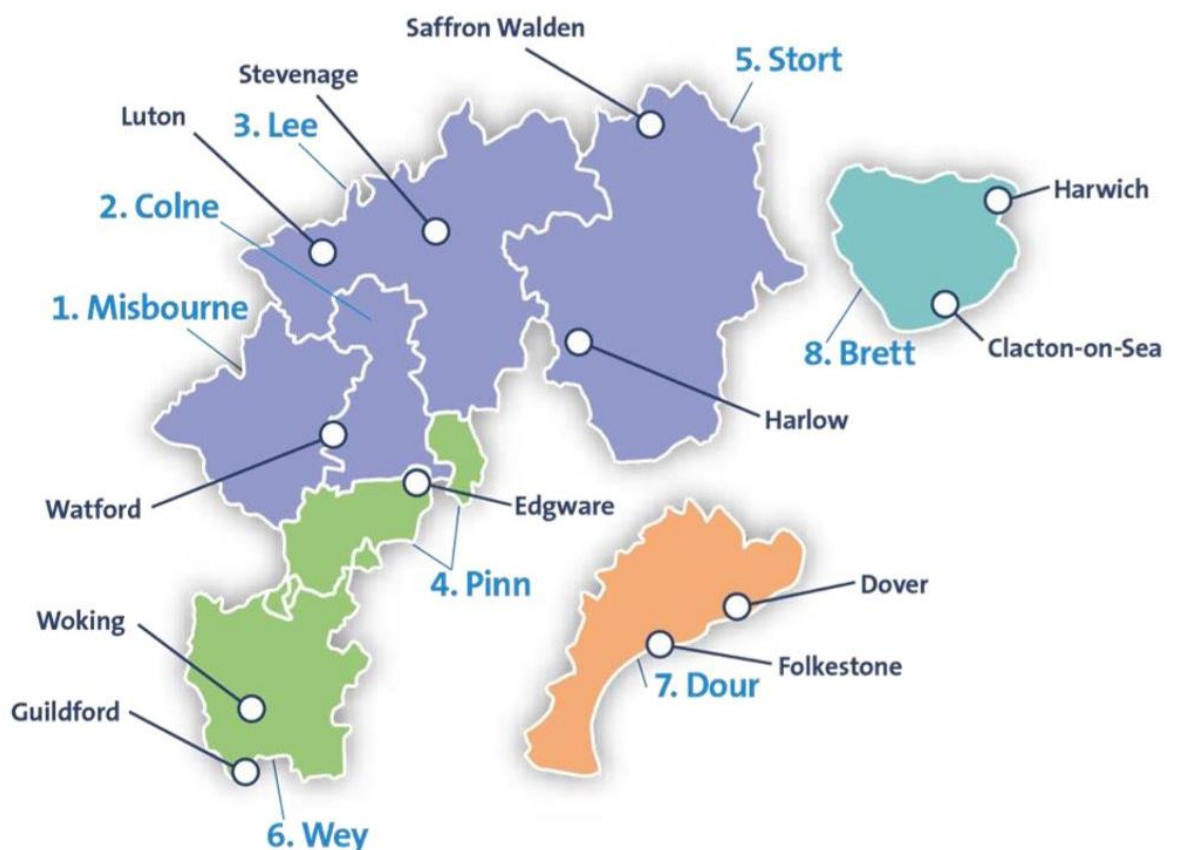 Saffron Walden
5. Stort
Stevenage
Luton
3. Lee
2. Colne
Harwich
1. Misbourne
8. Brett
Clacton-on-Sea
Harlow
Watford
Edgware
4. Pinn
Dover
Woking
Folkestone
7. Dour
Guildford
6. Wey